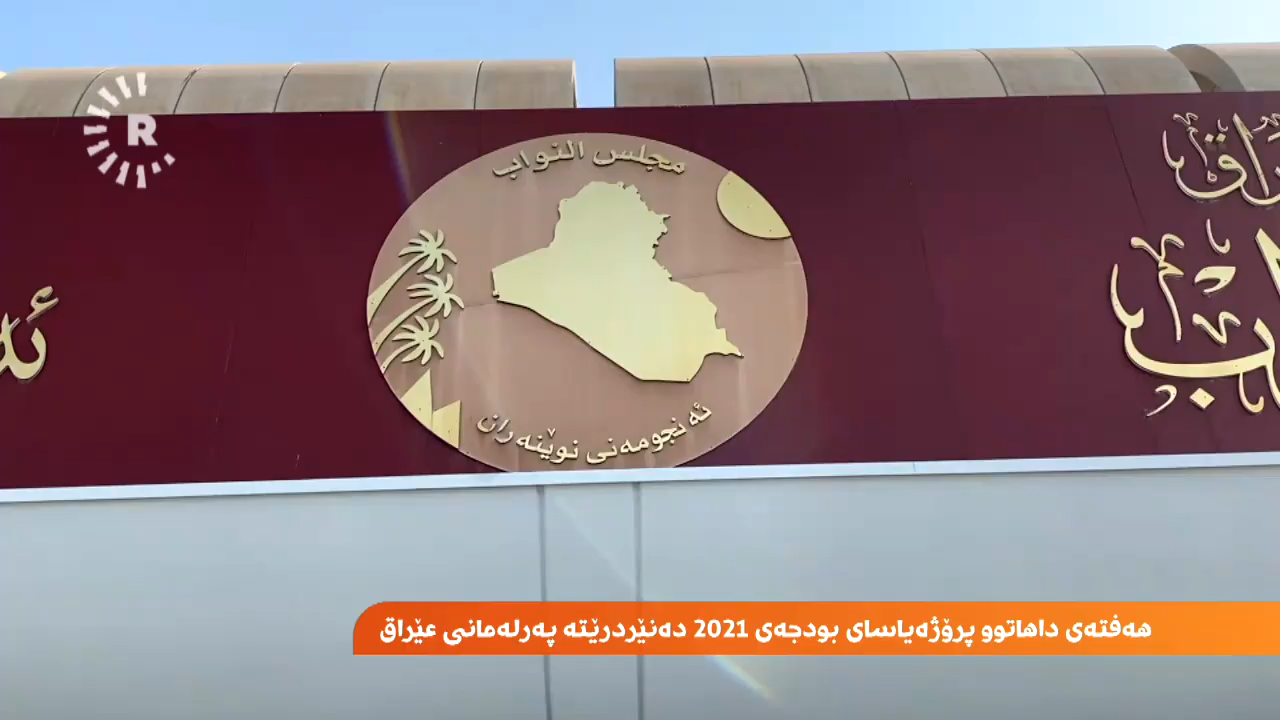 R
مجلس النواب
ئەنجومەنی نوێنەران
هەفتەی داهاتوو پرۆژەیاسای بودجەی 2021 دەنێردرێتە پەرلەمانی عێراق